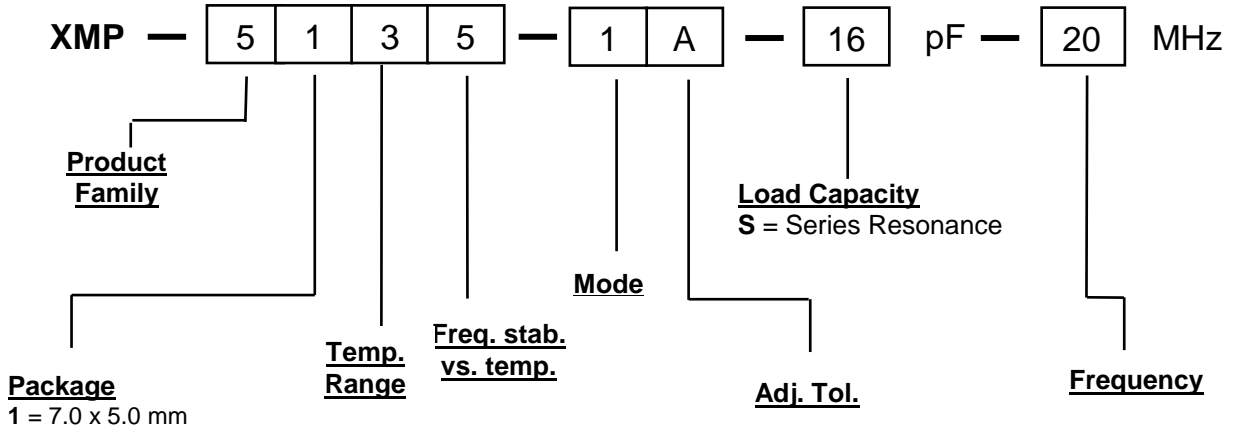 XMP — 5 1 3 5 — 1 A — 16 pF — 20 MHz
Product
Family
Load Capacity
S = Series Resonance
Mode
Freq. stab.
vs. temp.
Temp.
Range
Package
1 = 7.0 x 5.0 mm
Adj. Tol.
Frequency